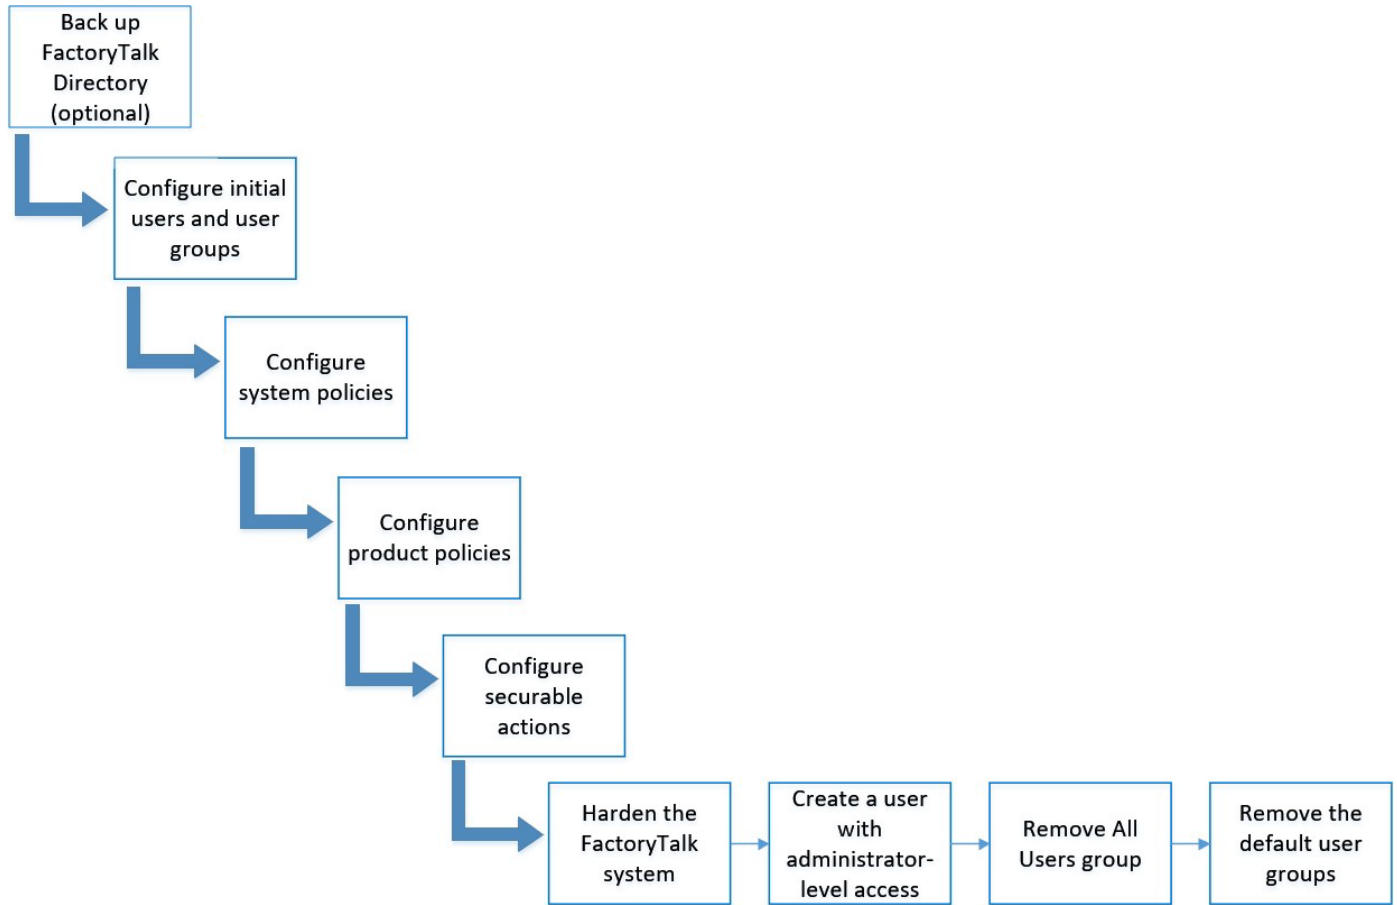 Back up
FactoryTalk
Directory
(optional)
Configure initial
users and user
groups
Configure
system policies
Configure
product policies
Configure
securable
actions
Harden the
FactoryTalk
system
Create a user
with
administrator-
level access
Remove All
Users group
Remove the
default user
groups